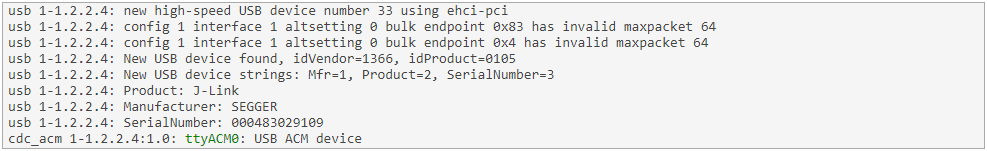 usb 1-1.2.2.4: new high-speed USB device number 33 using ehci-pci
usb 1-1.2.2.4: config 1 interface 1 altsetting 0 bulk endpoint 0x83 has invalid maxpacket 64
usb 1-1.2.2.4: config 1 interface 1 altsetting 0 bulk endpoint 0x4 has invalid maxpacket 64
usb 1-1.2.2.4: New USB device found, idVendor=1366, idProduct=0105
usb 1-1.2.2.4: New USB device strings: Mfr=1, Product=2, SerialNumber=3
usb 1-1.2.2.4: Product: J-Link
usb 1-1.2.2.4: Manufacturer: SEGGER
usb 1-1.2.2.4: SerialNumber: 000483029109
cdc_acm 1-1.2.2.4:1.0: ttyACM0: USB ACM device